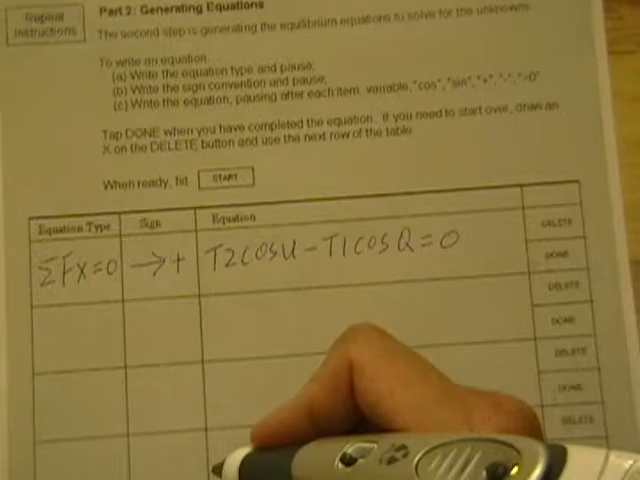 Repeat
Instructions
Part 2: Generating Equations
The second step is generating the equilibrium equations to solve for the unknowns
To write an equation
(a) Write the equation type and pause,
(b) Write the sign convention and pause,
(c) Write the equation, pausing after each item: variable, "cos", "sin", "+", "-", "=0"
Tap DONE when you have completed the equation. If you need to start over, draw an
X on the DELETE button and use the next row of the table
When ready, hit START
Equation Type Sign Equation
ΣFX=0 →+ T2COSU-T1COSQ=0
DELETE
DONE
DELETE
DONE
DELETE
DONE
DELETE